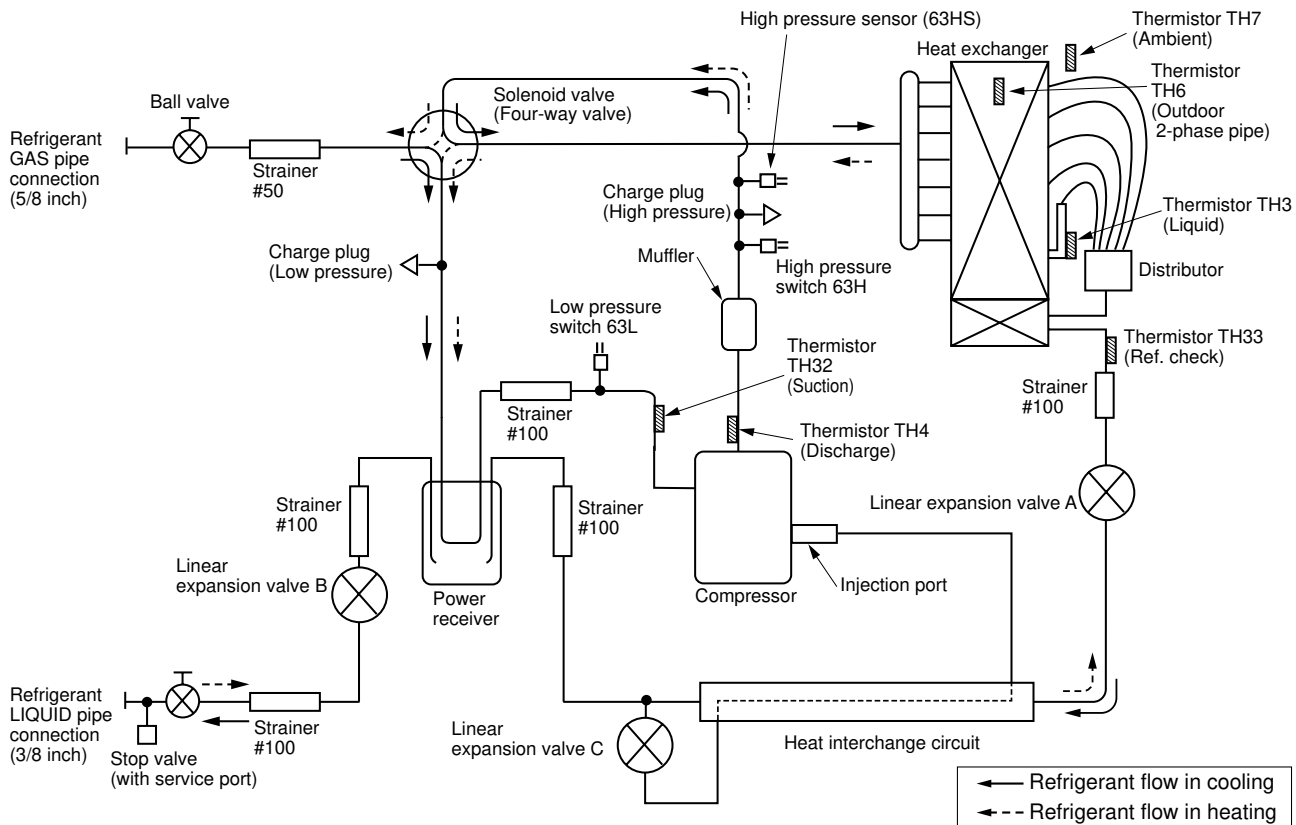 High pressure sensor (63HS)
Thermistor TH7
(Ambient)
Heat exchanger
Thermistor
TH6
(Outdoor
2-phase pipe)
Ball valve
Solenoid valve
(Four-way valve)
Refrigerant
GAS pipe
connection
(5/8 inch)
Strainer
#50
Charge plug
(High pressure)
Thermistor TH3
(Liquid)
Charge plug
(Low pressure)
Muffler
High pressure
switch 63H
Distributor
Low pressure
switch 63L
Thermistor
TH32
(Suction)
Thermistor TH33
(Ref. check)
Strainer
#100
Strainer
#100
Thermistor TH4
(Discharge)
Strainer
#100
Strainer
#100
Linear expansion valve A
Linear
expansion valve B
Power
receiver
Compressor
Injection port
Refrigerant
LIQUID pipe
connection
(3/8 inch)
Strainer
#100
Stop valve
(with service port)
Linear
expansion valve C
Heat interchange circuit
Refrigerant flow in cooling
Refrigerant flow in heating